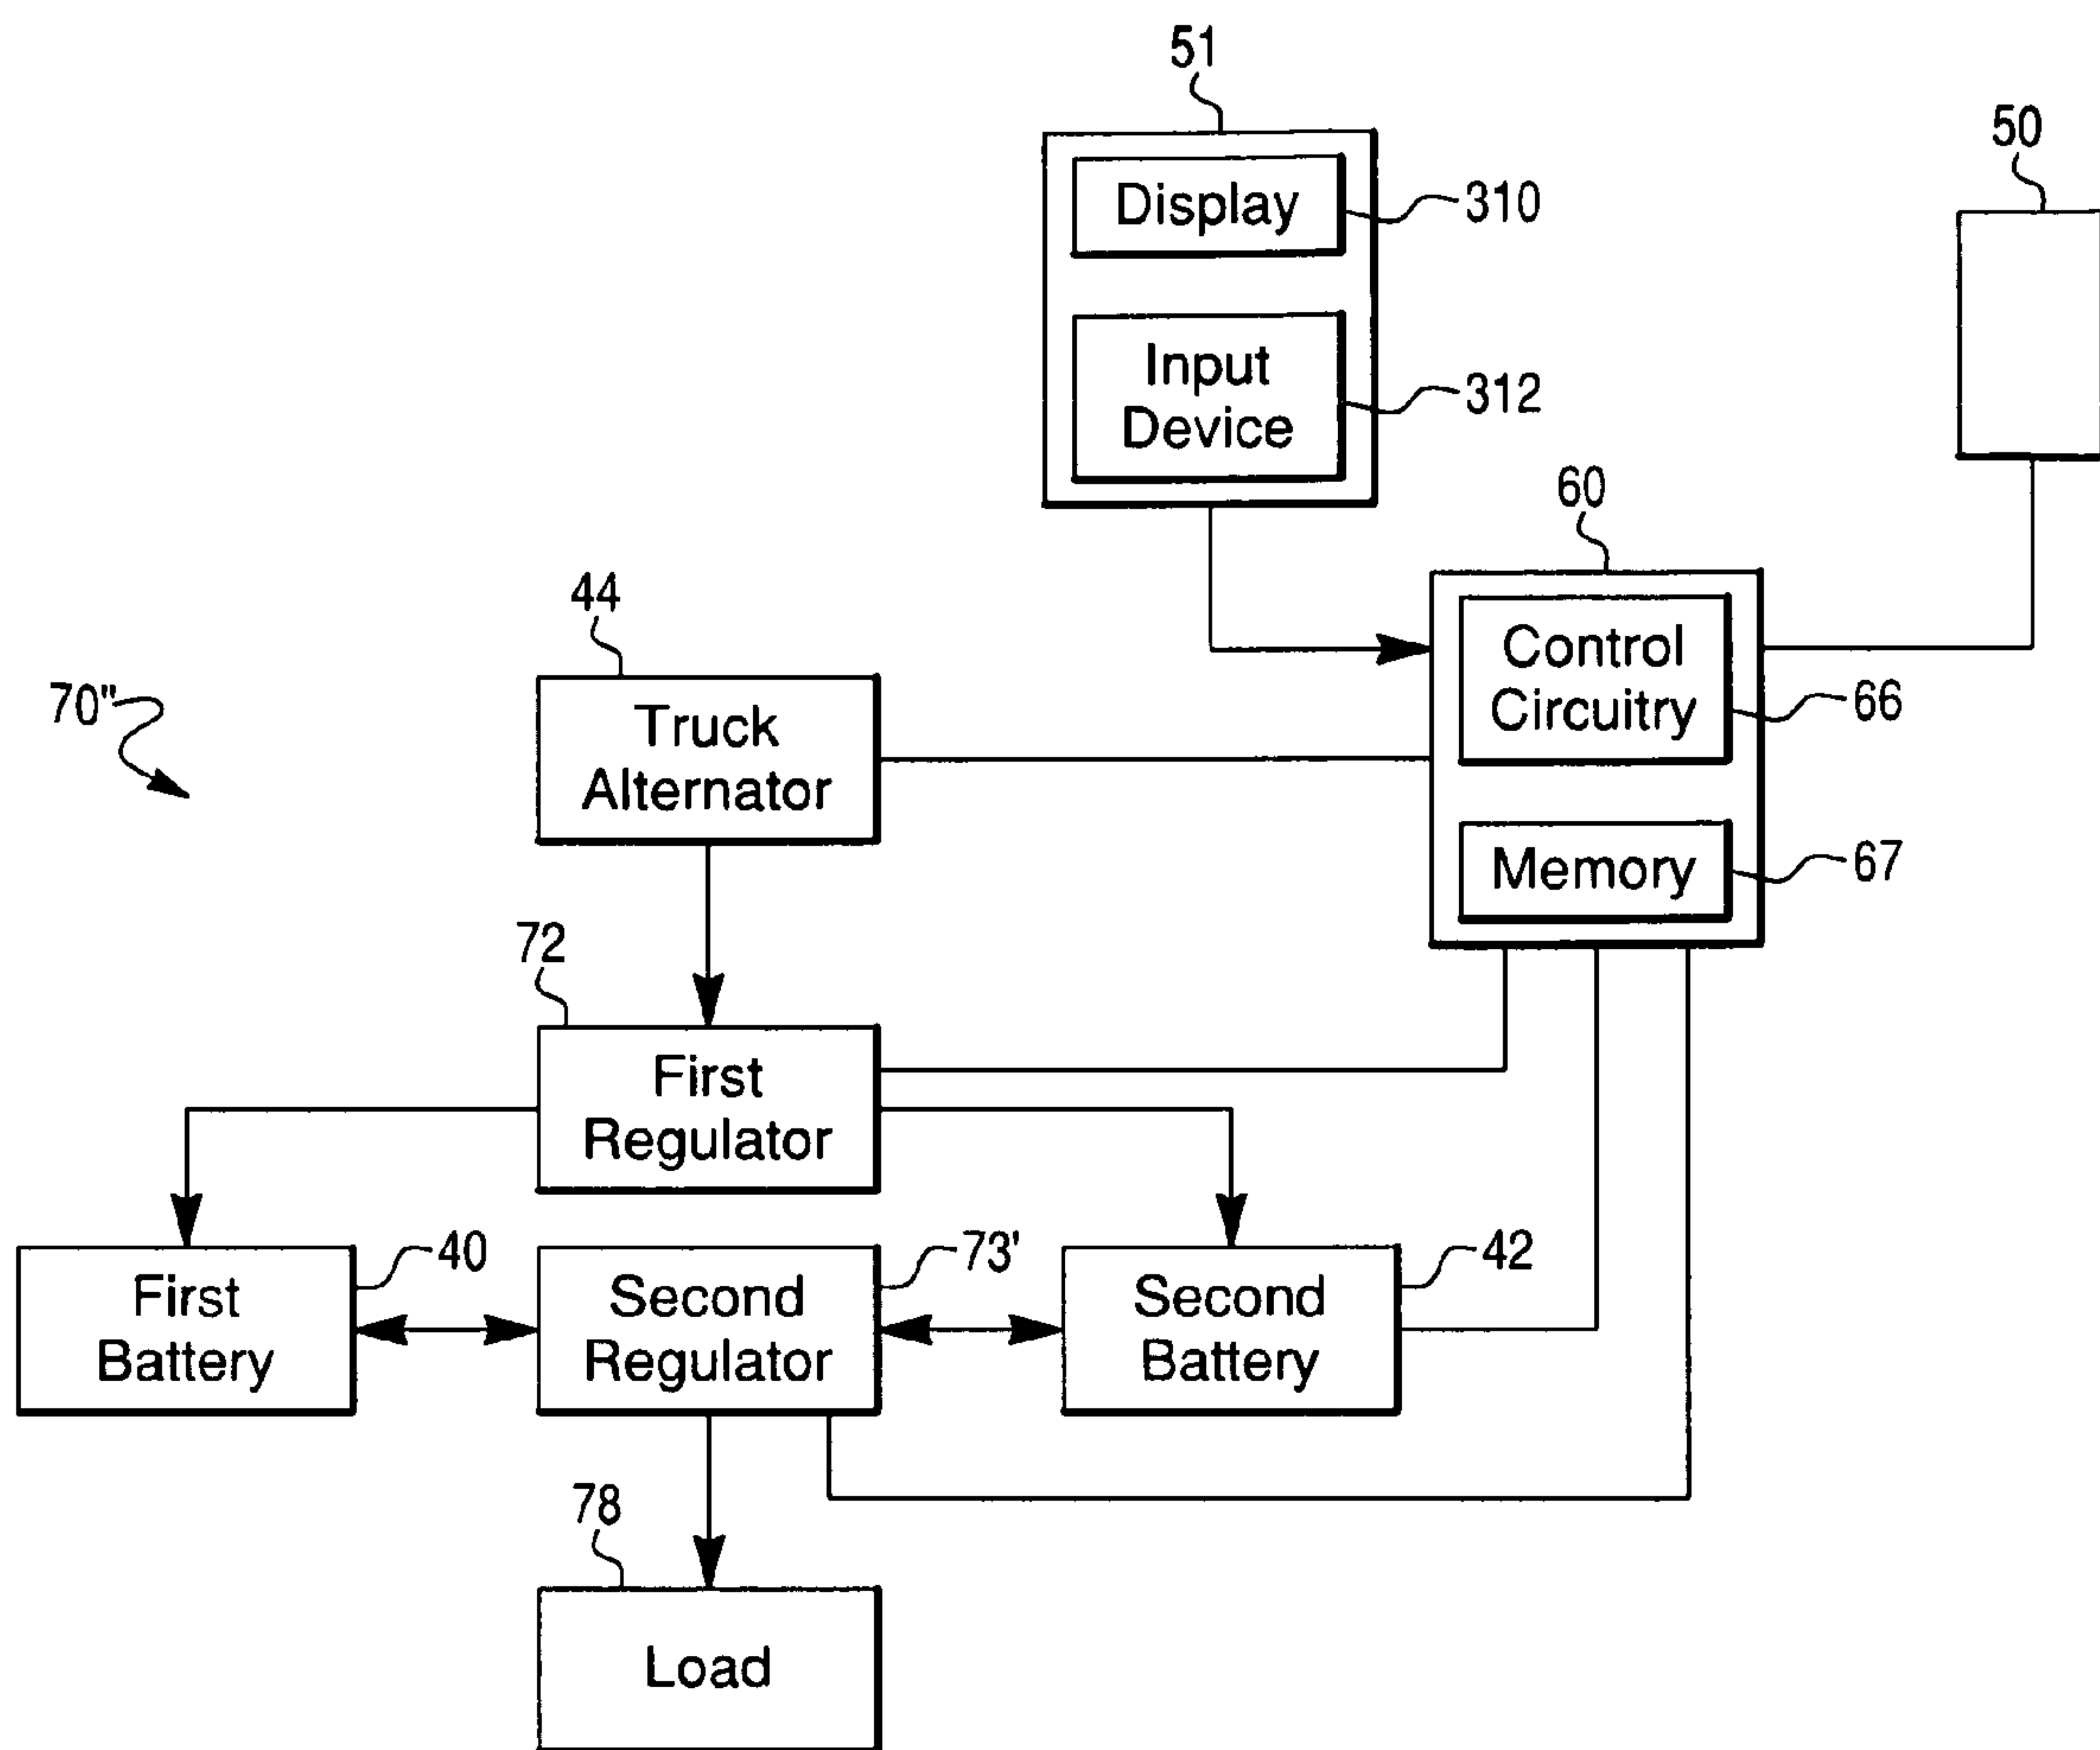 51
50
Display
310
Input
Device
312
60
44
Control
Circuitry
66
70"
Truck
Alternator
Memory
67
72
First
Regulator
40
73'
42
First
Battery
Second
Regulator
Second
Battery
78
Load